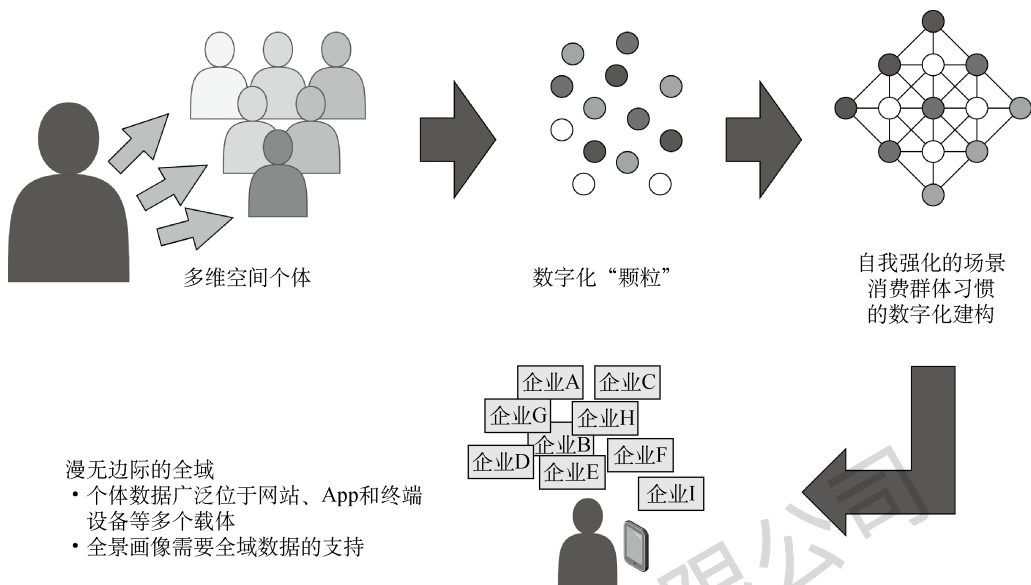 多维空间个体
数字化“颗粒”
自我强化的场景
消费群体习惯
的数字化建构
企业A
企业C
企业G
企业H
企业B
企业D
企业E
企业F
企业I
漫无边际的全域
•个体数据广泛位于网站、App和终端
设备等多个载体
•全景画像需要全域数据的支持
限公司